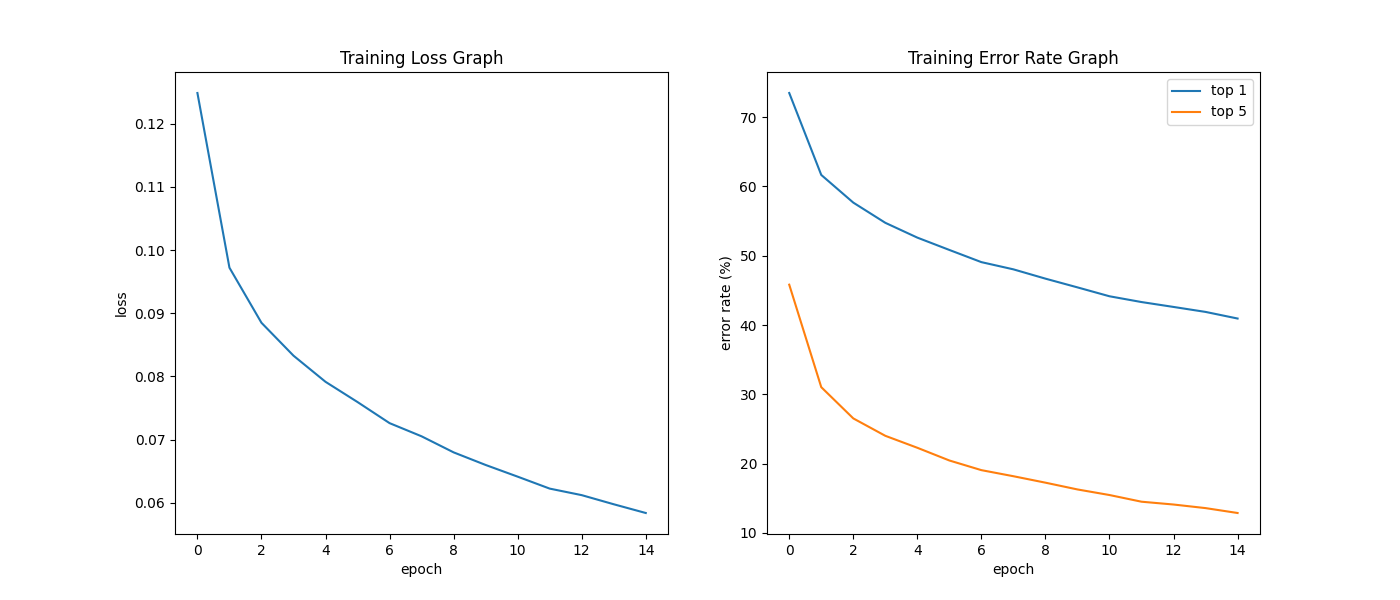 Training Loss Graph
0.12
0.11
0.10
0.09
0.08
0.07
0.06
loss
0 2 4 6 8 10 12 14
epoch
Training Error Rate Graph
top 1
top 5
70
60
50
40
30
20
10
error rate (%)
0 2 4 6 8 10 12 14
epoch